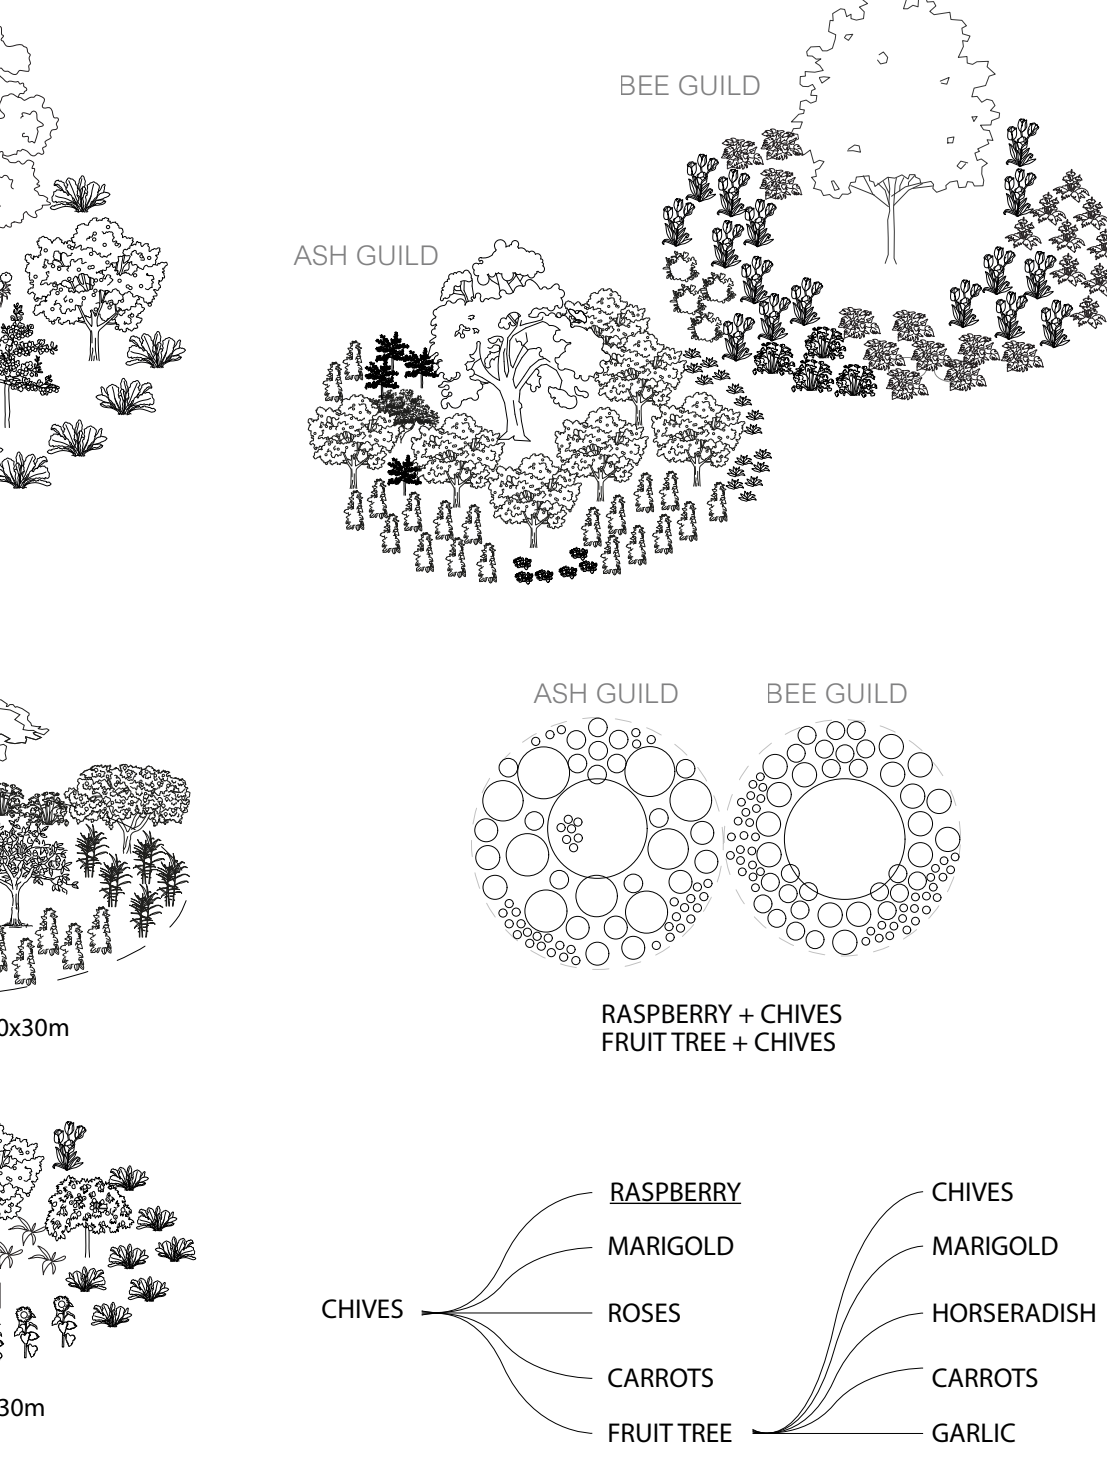 BEE GUILD
ASH GUILD
ASH GUILD
BEE GUILD
0x30m
RASPBERRY + CHIVES
FRUIT TREE + CHIVES
RASPBERRY
CHIVES
MARIGOLD
MARIGOLD
CHIVES
ROSES
HORSERADISH
CARROTS
CARROTS
30m
FRUIT TREE
GARLIC